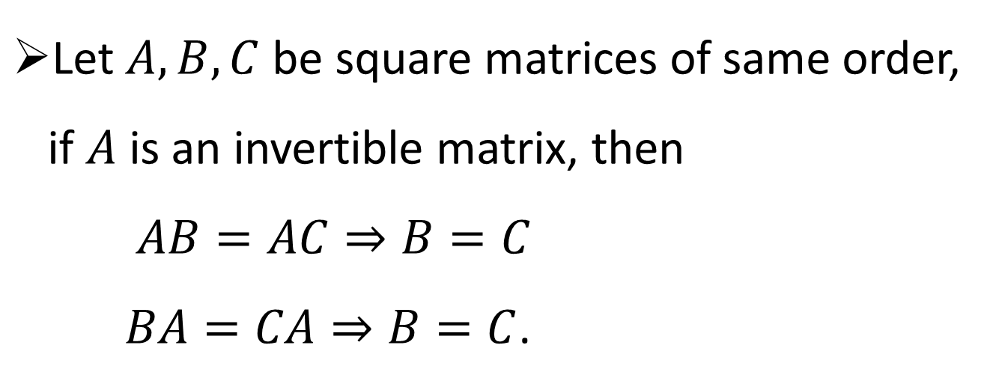 ➢Let 𝐴, 𝐵, 𝐶 be square matrices of same order,
if 𝐴 is an invertible matrix, then
𝐴𝐵 = 𝐴𝐶 ⇒ 𝐵 = 𝐶
𝐵𝐴 = 𝐶𝐴 ⇒ 𝐵 = 𝐶.